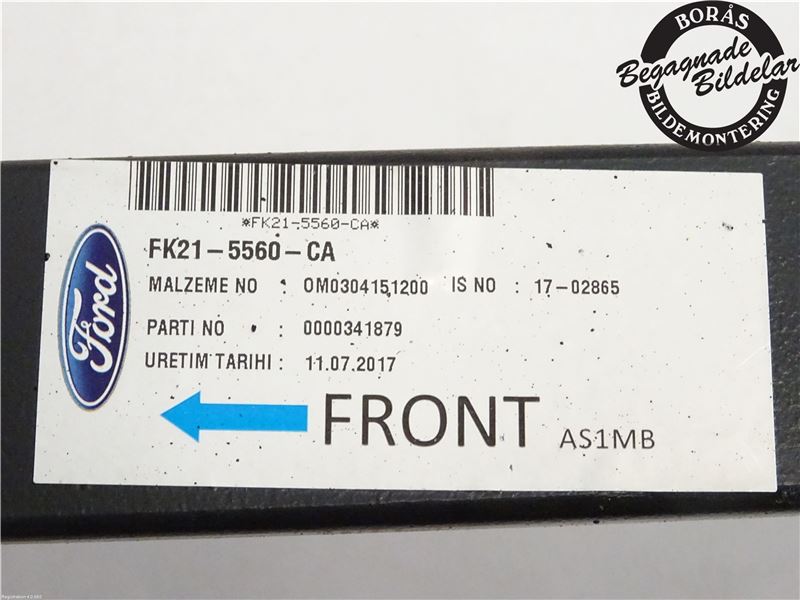 BORÅS
Begagnade
Bildelar
BILDEMONTERING
*FK21-5560-CA*
FK21-5560-CA
MALZEME NO : 0M0304151200 IS NO : 17-02865
PARTI NO : 0000341879
URETIM TARIHI : 11.07.2017
Ford
FRONT AS1MB